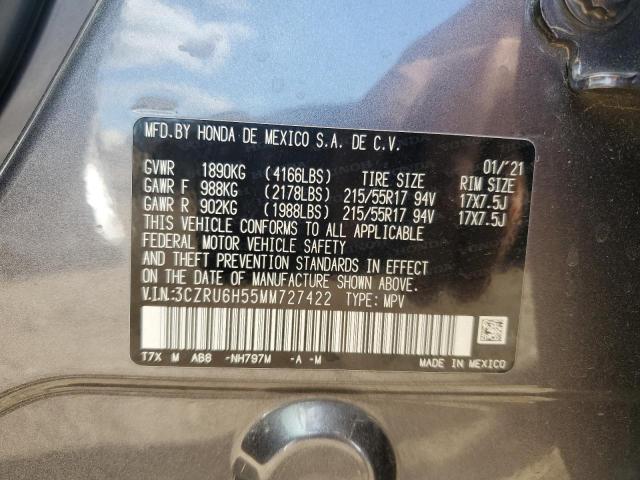 MFD. BY HONDA DE MEXICO S.A. DE C.V.
01/'21
GVWR 1890KG (4166LBS) TIRE SIZE RIM SIZE
GAWR F 988KG (2178LBS) 215/55R17 94V 17X7.5J
GAWR R 902KG (1988LBS) 215/55R17 94V 17X7.5J
THIS VEHICLE CONFORMS TO ALL APPLICABLE
FEDERAL MOTOR VEHICLE SAFETY
AND THEFT PREVENTION STANDARDS IN EFFECT
ON THE DATE OF MANUFACTURE SHOWN ABOVE.
V.I.N:3CZRU6H55MM727422 TYPE: MPV
T7X M AB8 -NH797M -A -M MADE IN MEXICO